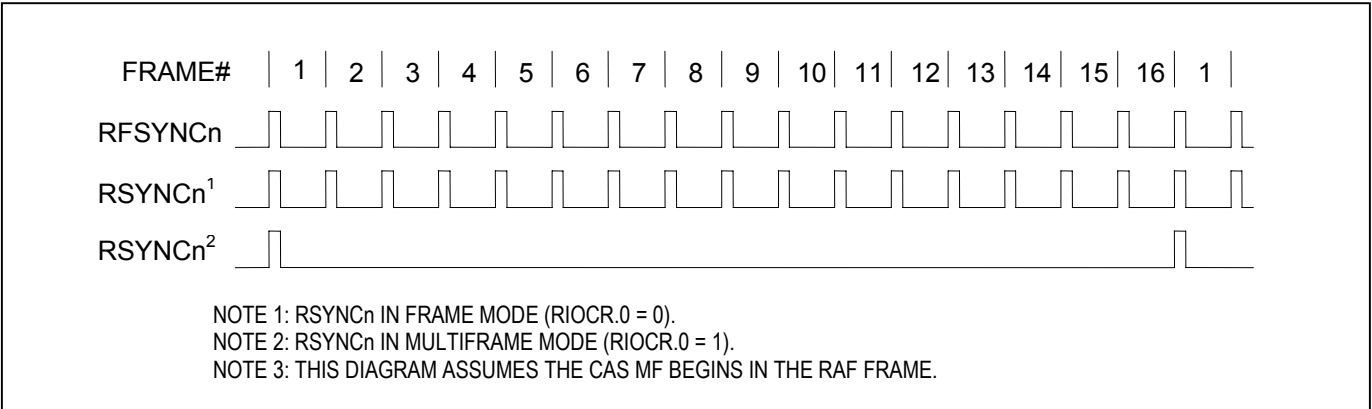 FRAME# 1 2 3 4 5 6 7 8 9 10 11 12 13 14 15 16 1
RFSYNCn
RSYNCn¹
RSYNCn²
NOTE 1: RSYNCn IN FRAME MODE (RIOCR.0 = 0).
NOTE 2: RSYNCn IN MULTIFRAME MODE (RIOCR.0 = 1).
NOTE 3: THIS DIAGRAM ASSUMES THE CAS MF BEGINS IN THE RAF FRAME.